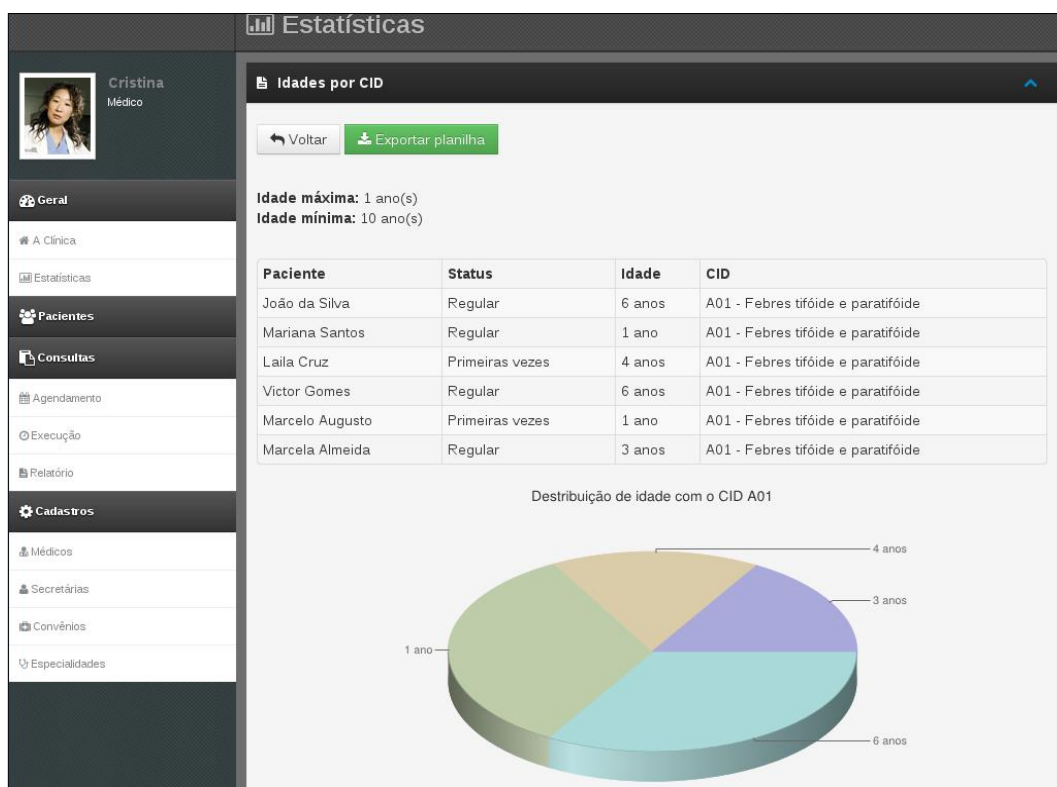 Estatísticas
Cristina
Médico
Geral
A Clínica
Estatísticas
Pacientes
Consultas
Agendamento
Execução
Relatório
Cadastros
Médicos
Secretárias
Convênios
Especialidades
Idades por CID
Voltar Exportar planilha
Idade máxima: 1 ano(s)
Idade mínima: 10 ano(s)
Paciente Status Idade CID
João da Silva Regular 6 anos A01 - Febres tifóide e paratifóide
Mariana Santos Regular 1 ano A01 - Febres tifóide e paratifóide
Laila Cruz Primeiras vezes 4 anos A01 - Febres tifóide e paratifóide
Victor Gomes Regular 6 anos A01 - Febres tifóide e paratifóide
Marcelo Augusto Primeiras vezes 1 ano A01 - Febres tifóide e paratifóide
Marcela Almeida Regular 3 anos A01 - Febres tifóide e paratifóide
Destribuição de idade com o CID A01
4 anos
3 anos
1 ano
6 anos